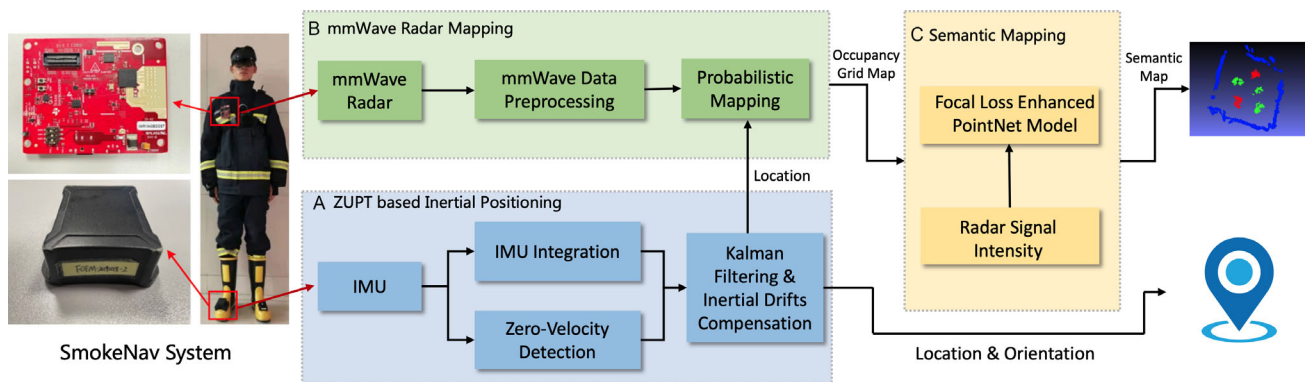 B mmWave Radar Mapping
mmWave
Radar
mmWave Data
Preprocessing
Probabilistic
Mapping
Occupancy
Grid Map
C Semantic Mapping
Focal Loss Enhanced
PointNet Model
Radar Signal
Intensity
Semantic
Map
Location
A ZUPT based Inertial Positioning
IMU
IMU Integration
Zero-Velocity
Detection
Kalman
Filtering &
Inertial Drifts
Compensation
Location & Orientation
SmokeNav System